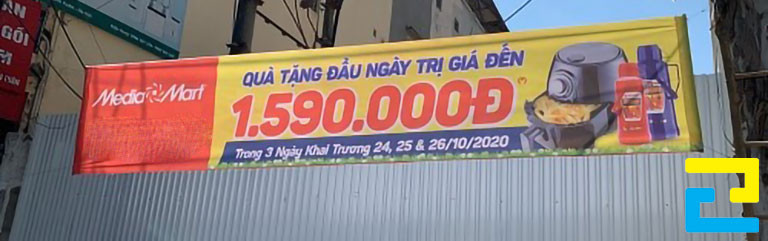 MediaMart
QUÀ TẶNG ĐẦU NGÀY TRỊ GIÁ ĐẾN
1.590.000Đ
Trong 3 Ngày Khai Trương 24, 25 & 26/10/2020
GÓI